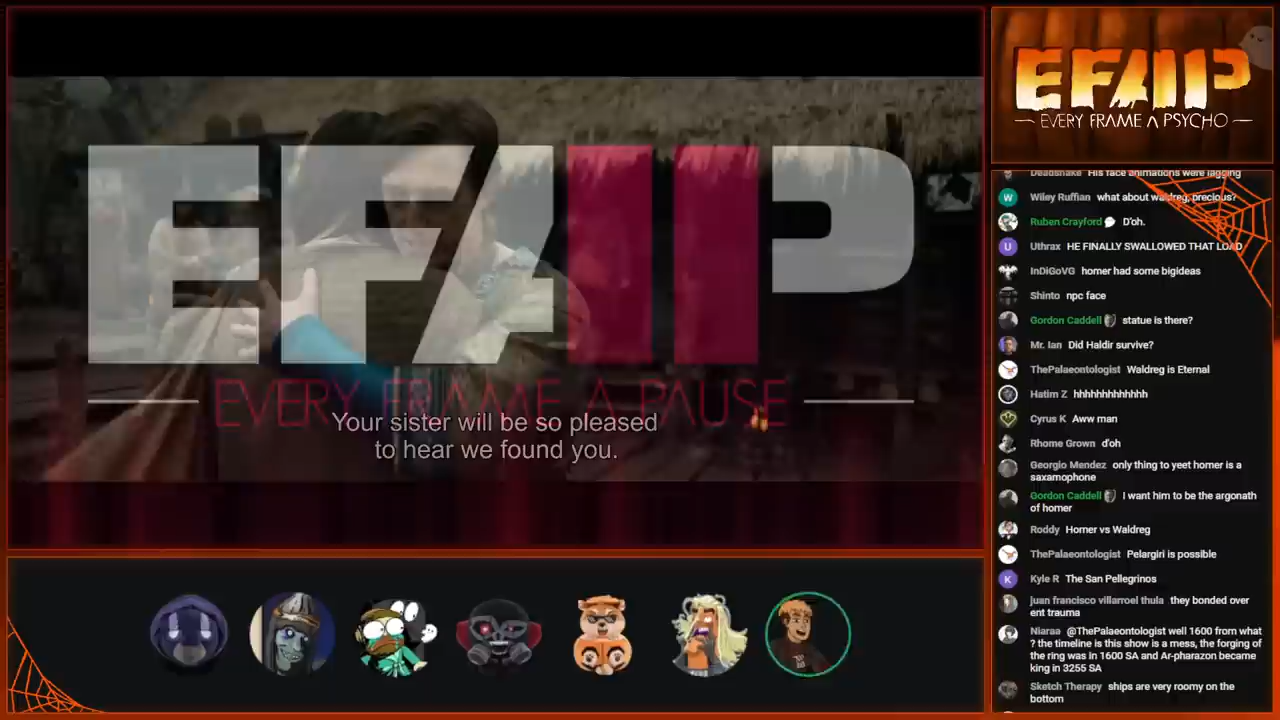 EFAP
EVERY FRAME A PAUSE
Your sister will be so pleased
to hear we found you.
EFAP
EVERY FRAME A PSYCHO
Deadsnake His face animations were lagging
W Wiley Ruffian what about waldreg, precious?
Ruben Crayford D'oh.
U Uthrax HE FINALLY SWALLOWED THAT LOAD
InDiGoVG homer had some bigideas
Shinto npc face
Gordon Caddell statue is there?
Mr. Ian Did Haldir survive?
ThePalaeontologist Waldreg is Eternal
Hatim Z hhhhhhhhhhhhh
Cyrus K Aww man
Rhome Grown d'oh
Georgio Mendez only thing to yeet homer is a
saxamophone
Gordon Caddell I want him to be the argonath
of homer
Roddy Homer vs Waldreg
ThePalaeontologist Pelargiri is possible
K Kyle R The San Pellegrinos
juan francisco villarroel thula they bonded over
ent trauma
Niaraa @ThePalaeontologist well 1600 from what
? the timeline is this show is a mess, the forging of
the ring was in 1600 SA and Ar-pharazon became
king in 3255 SA
Sketch Therapy ships are very roomy on the
bottom